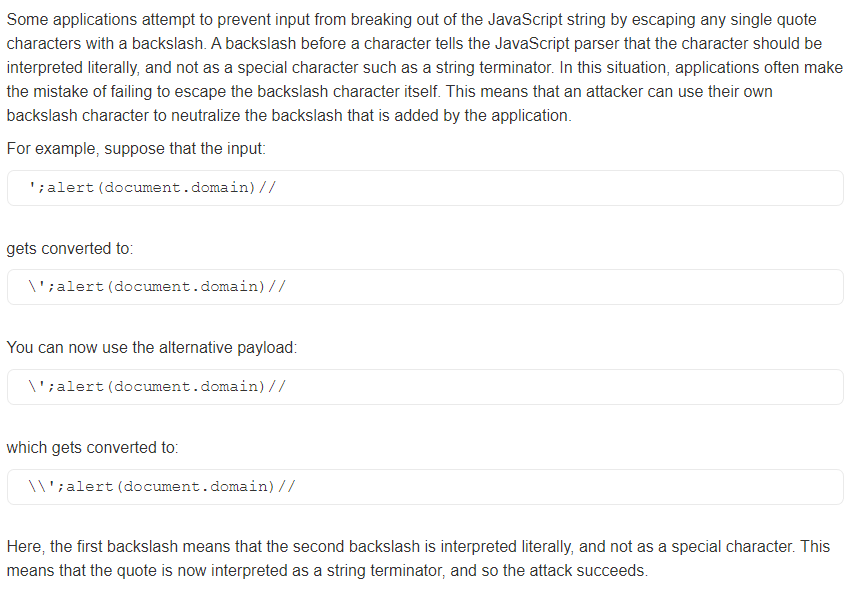 Some applications attempt to prevent input from breaking out of the JavaScript string by escaping any single quote
characters with a backslash. A backslash before a character tells the JavaScript parser that the character should be
interpreted literally, and not as a special character such as a string terminator. In this situation, applications often make
the mistake of failing to escape the backslash character itself. This means that an attacker can use their own
backslash character to neutralize the backslash that is added by the application.
For example, suppose that the input:
';alert(document.domain)//
gets converted to:
\';alert(document.domain)//
You can now use the alternative payload:
\';alert(document.domain)//
which gets converted to:
\\';alert(document.domain)//
Here, the first backslash means that the second backslash is interpreted literally, and not as a special character. This
means that the quote is now interpreted as a string terminator, and so the attack succeeds.